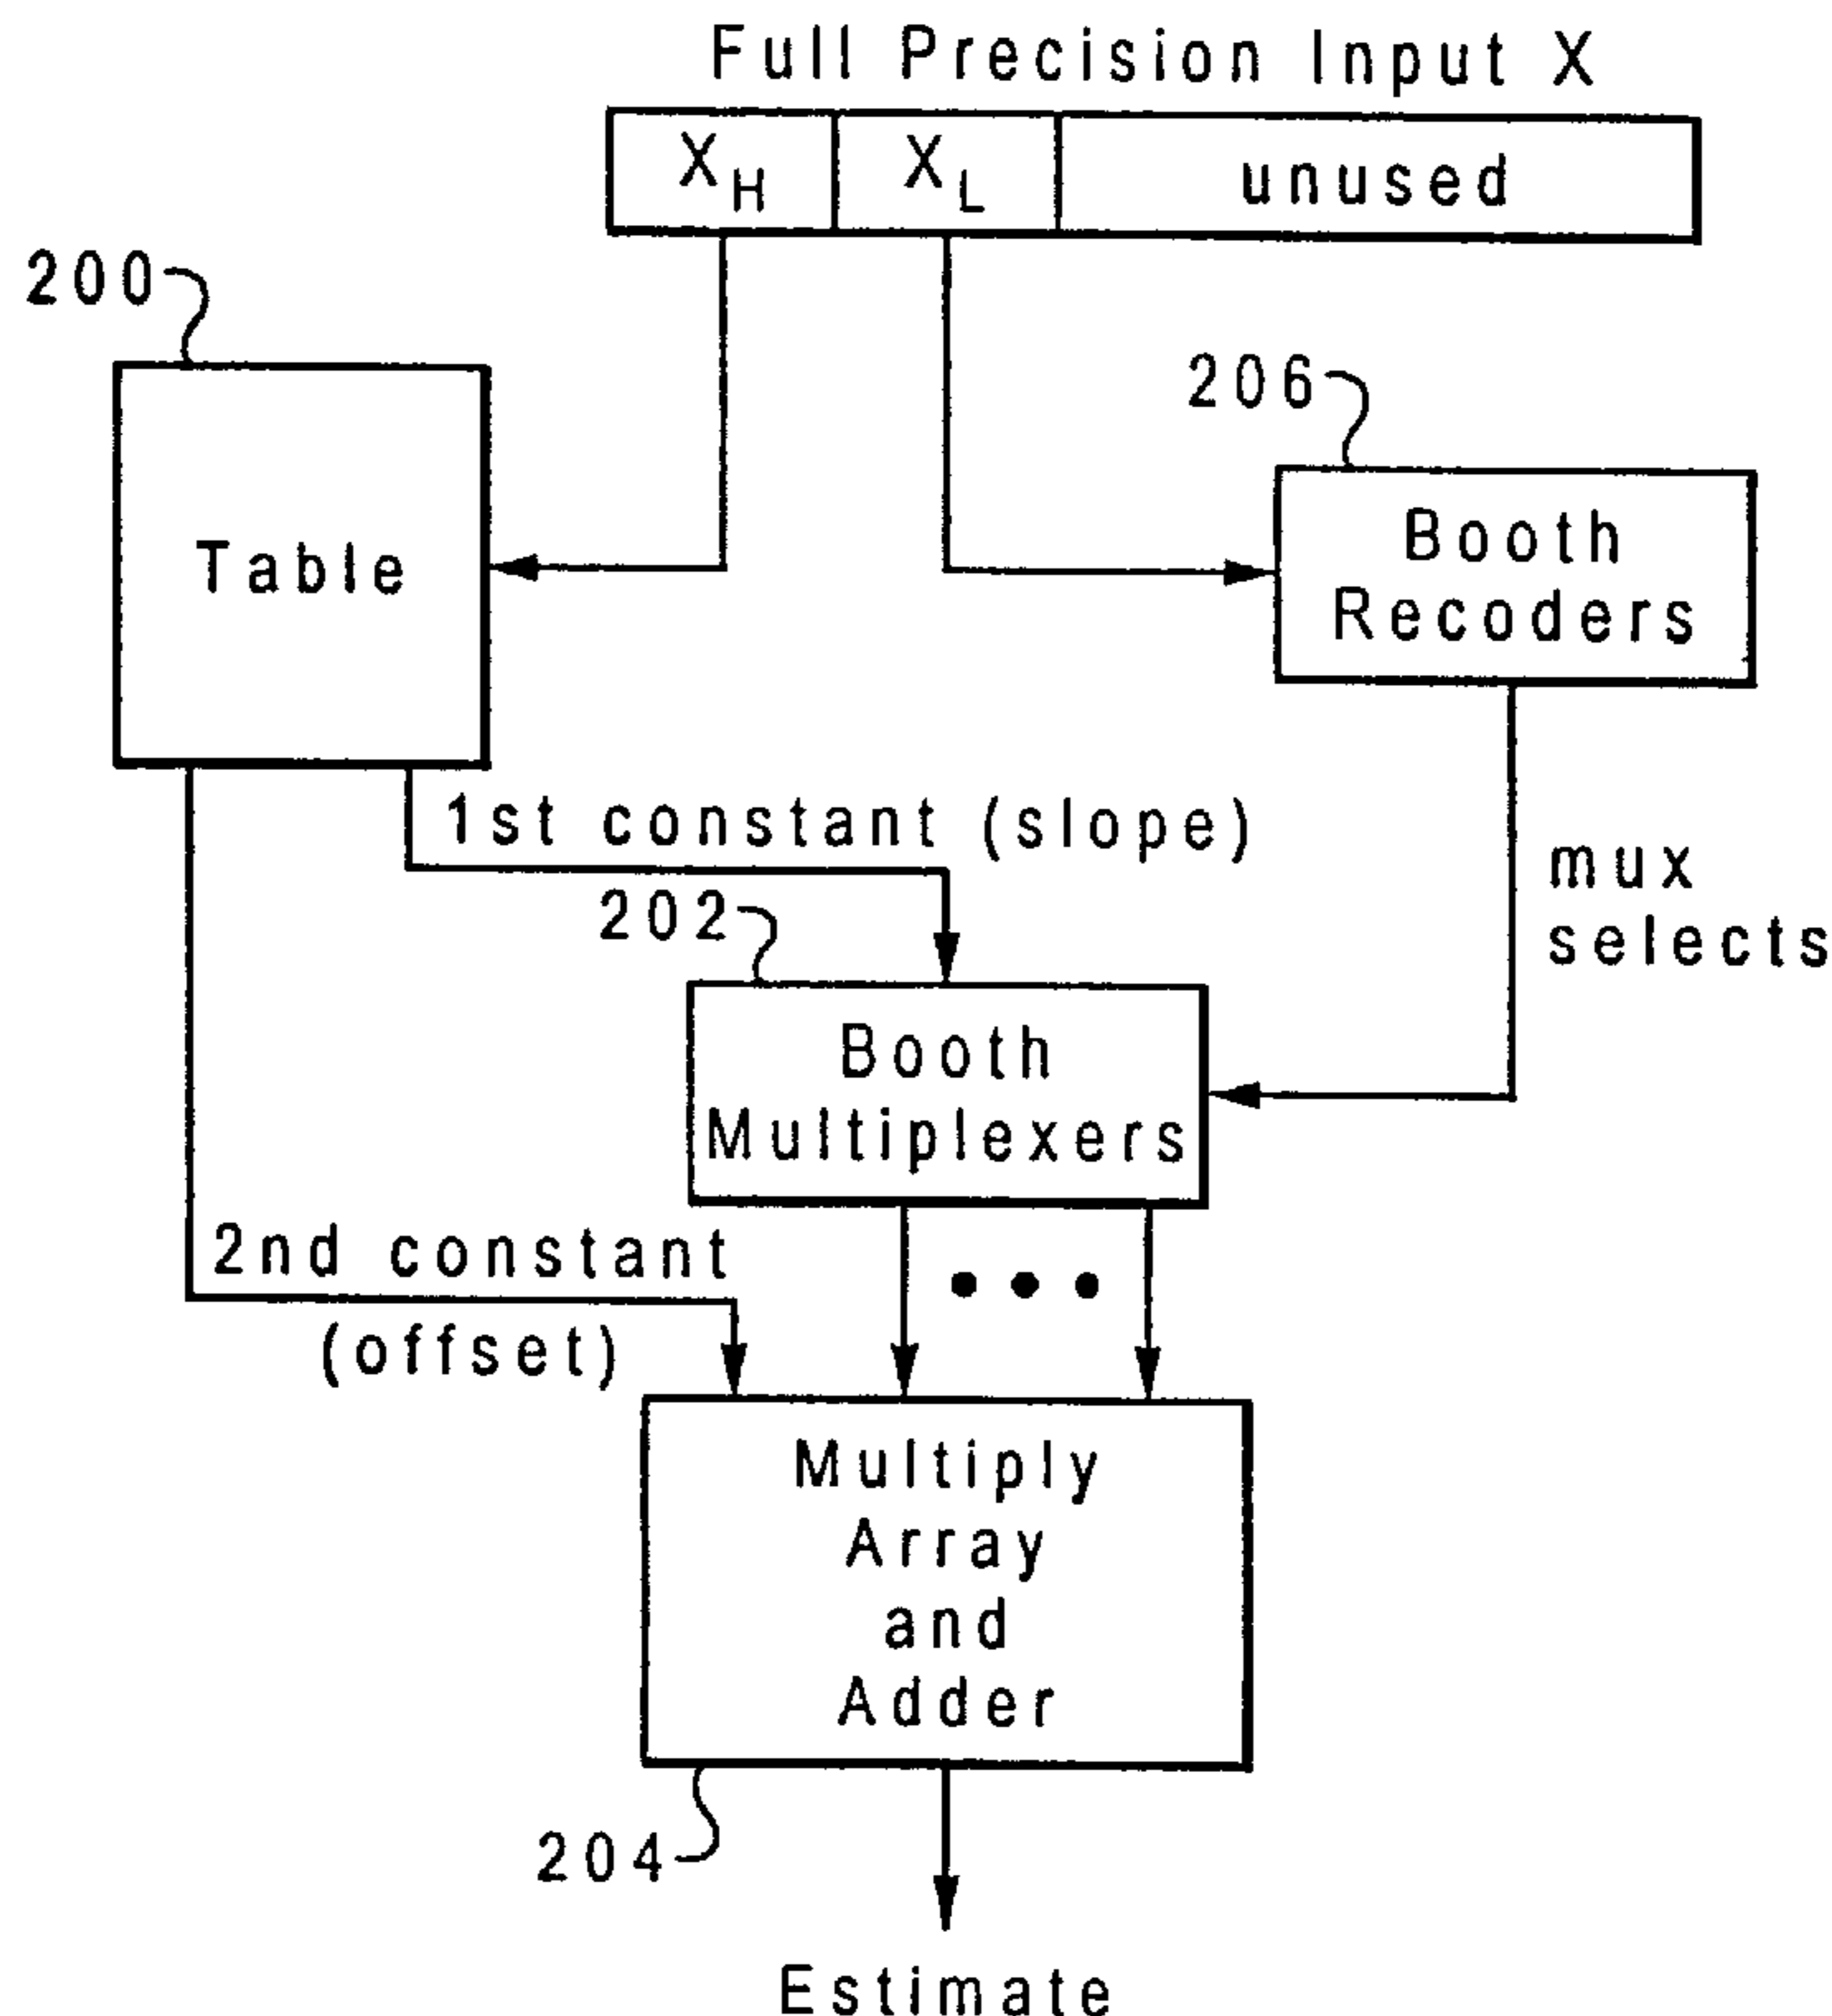 Full Precision Input X
X_H X_L unused
200
206
Table
Booth
Recoders
1st constant (slope)
mux
selects
202
Booth
Multiplexers
2nd constant
(offset)
Multiply
Array
and
Adder
204
Estimate